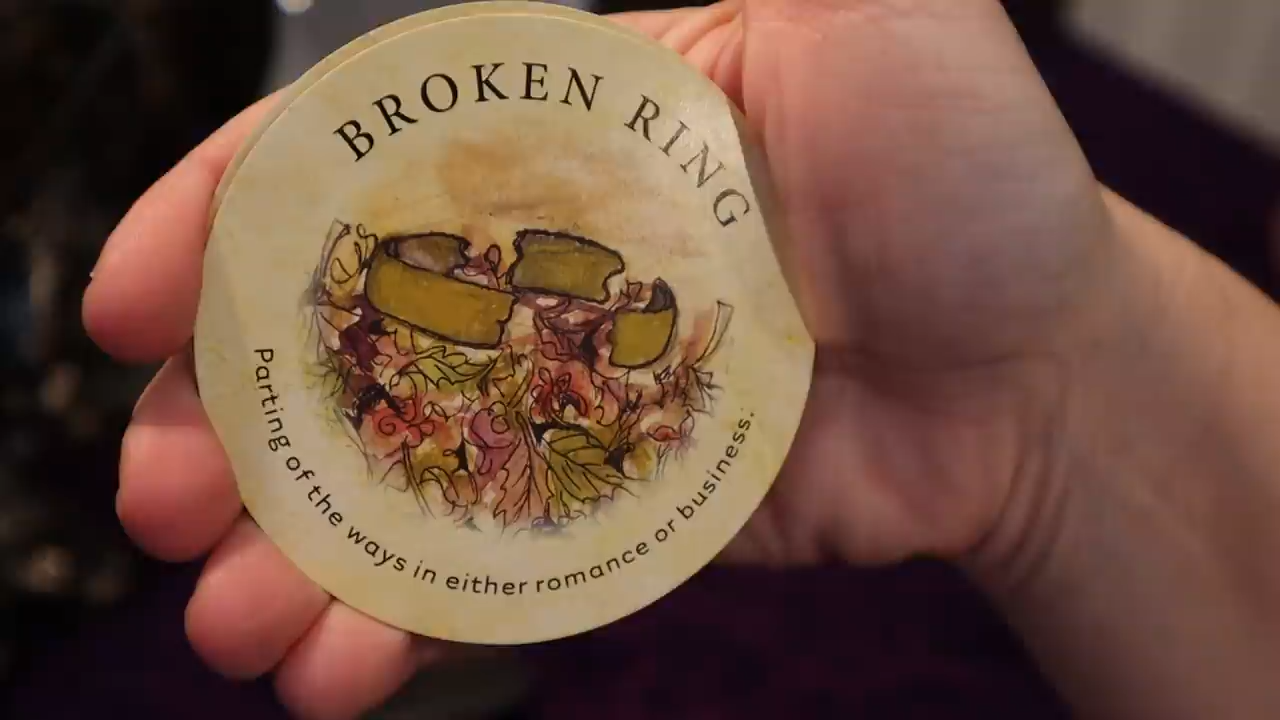 BROKEN RING
Parting of the ways in either romance or business.